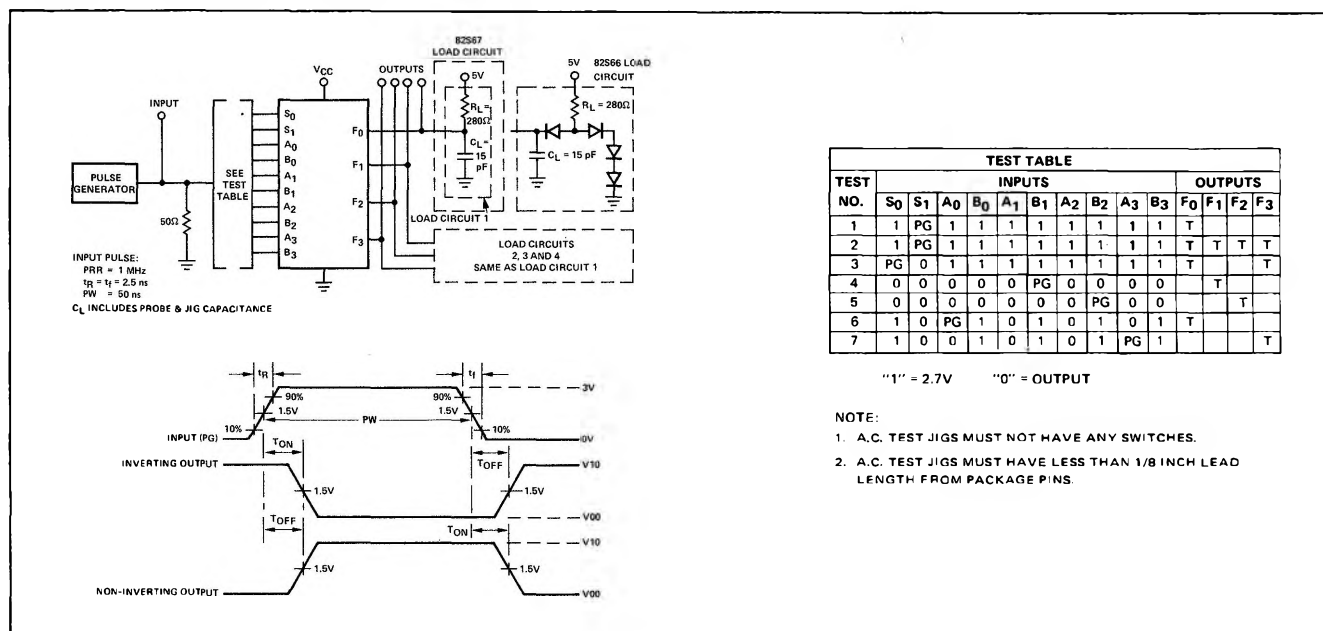 82S67
LOAD CIRCUIT
VCC
OUTPUTS
5V
5V
82S66 LOAD
CIRCUIT
INPUT
RL =
280Ω
RL = 280Ω
S0
S1
A0
B0
A1
B1
A2
B2
A3
B3
F0
F1
F2
F3
CL =
15
pF
CL = 15 pF
PULSE
GENERATOR
SEE
TEST
TABLE
50Ω
LOAD CIRCUIT 1
LOAD CIRCUITS
2, 3 AND 4
SAME AS LOAD CIRCUIT 1
INPUT PULSE:
PRR = 1 MHz
tR = tf = 2.5 ns
PW = 50 ns
CL INCLUDES PROBE & JIG CAPACITANCE
tR
tf
3V
90%
90%
1.5V
PW
1.5V
10%
10%
INPUT (PG)
0V
TON
TOFF
INVERTING OUTPUT
V10
1.5V
1.5V
V00
TOFF
TON
V10
1.5V
1.5V
NON-INVERTING OUTPUT
V00
TEST TABLE
TEST NO. INPUTS OUTPUTS
S0 S1 A0 B0 A1 B1 A2 B2 A3 B3 F0 F1 F2 F3
1 1 PG 1 1 1 1 1 1 1 1 T
2 1 PG 1 1 1 1 1 1 1 1 T T T T
3 PG 0 1 1 1 1 1 1 1 1 T T
4 0 0 0 0 0 PG 0 0 0 0 T
5 0 0 0 0 0 0 0 PG 0 0 T
6 1 0 PG 1 0 1 0 1 0 1 T
7 1 0 0 1 0 1 0 1 PG 1 T
"1" = 2.7V "0" = OUTPUT
NOTE:
1. A.C. TEST JIGS MUST NOT HAVE ANY SWITCHES.
2. A.C. TEST JIGS MUST HAVE LESS THAN 1/8 INCH LEAD
LENGTH FROM PACKAGE PINS.